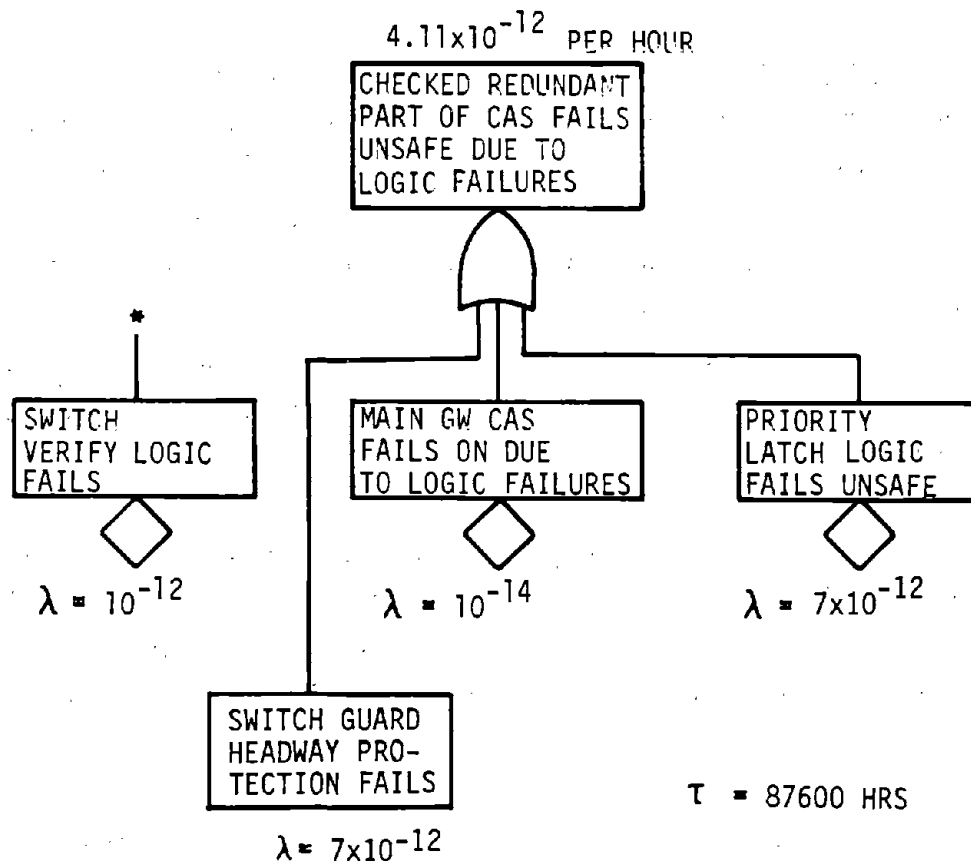 4.11x10⁻¹² PER HOUR
CHECKED REDUNDANT
PART OF CAS FAILS
UNSAFE DUE TO
LOGIC FAILURES
*
SWITCH
VERIFY LOGIC
FAILS
λ = 10⁻¹²
MAIN GW CAS
FAILS ON DUE
TO LOGIC FAILURES
λ = 10⁻¹⁴
PRIORITY
LATCH LOGIC
FAILS UNSAFE
λ = 7x10⁻¹²
SWITCH GUARD
HEADWAY PRO-
TECTION FAILS
λ = 7x10⁻¹²
τ = 87600 HRS